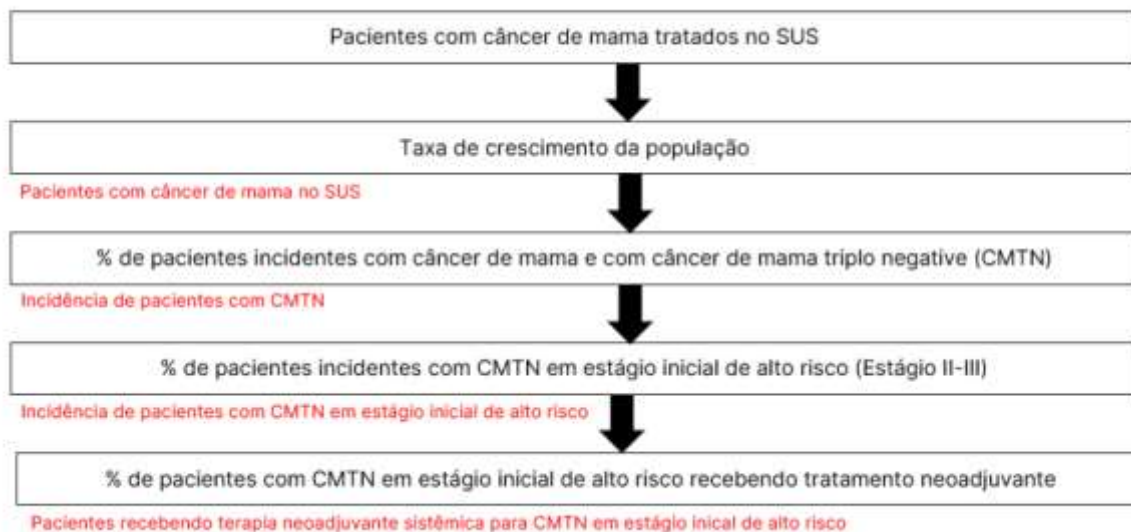 Pacientes com câncer de mama tratados no SUS
Taxa de crescimento da população
Pacientes com câncer de mama no SUS
% de pacientes incidentes com câncer de mama e com câncer de mama triplo negative (CMTN)
Incidência de pacientes com CMTN
% de pacientes incidentes com CMTN em estágio inicial de alto risco (Estágio II-III)
Incidência de pacientes com CMTN em estágio inicial de alto risco
% de pacientes com CMTN em estágio inicial de alto risco recebendo tratamento neoadjuvante
Pacientes recebendo terapia neoadjuvante sistêmica para CMTN em estágio inical de alto risco